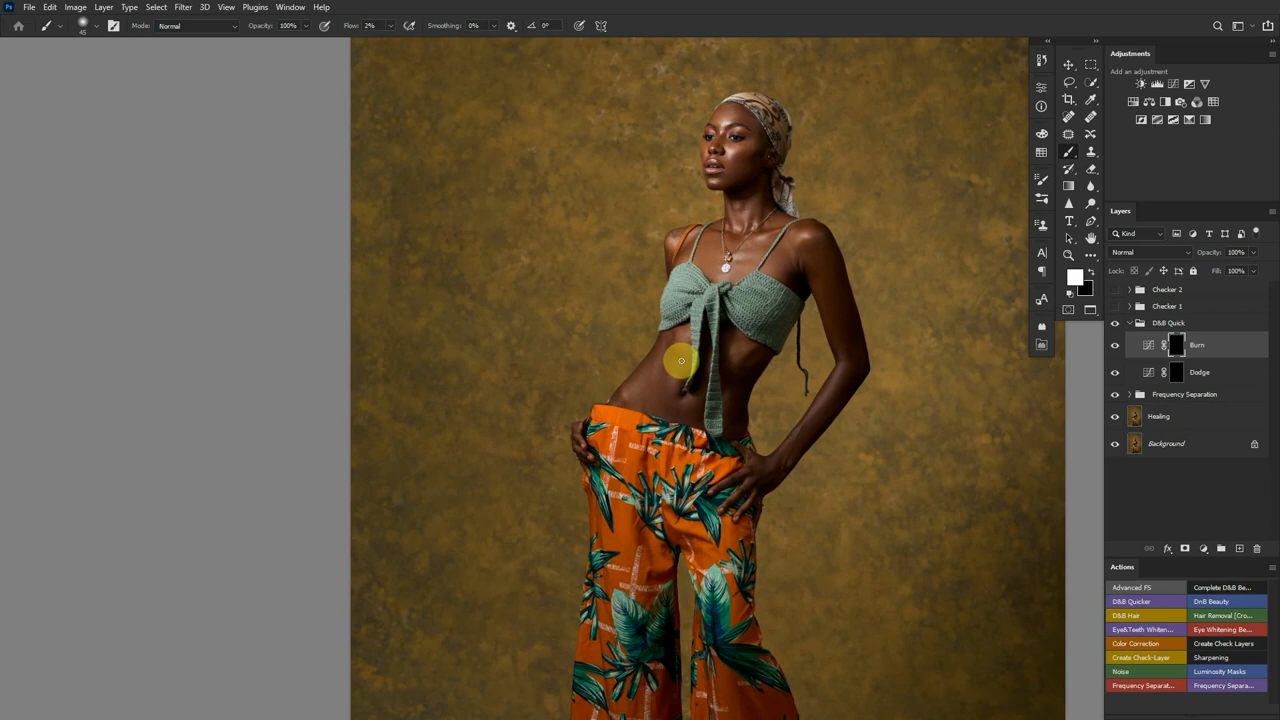 Ps File Edit Image Layer Type Select Filter 3D View Plugins Window Help
45 Mode: Normal Opacity: 100% Flow: 2% Smoothing: 0% 0°
Adjustments
Add an adjustment
Layers
Kind
Normal Opacity: 100%
Lock: Fill: 100%
Checker 2
Checker 1
D&B Quick
Burn
Dodge
Frequency Separation
Healing
Background
Actions
Advanced FS Complete D&B Be...
D&B Quicker DnB Beauty
D&B Hair Hair Removal [Cro...
Eye&Teeth Whiten... Eye Whitening Be...
Color Correction Create Check Layers
Create Check-Layer Sharpening
Noise Luminosity Masks
Frequency Separat... Frequency Separa...